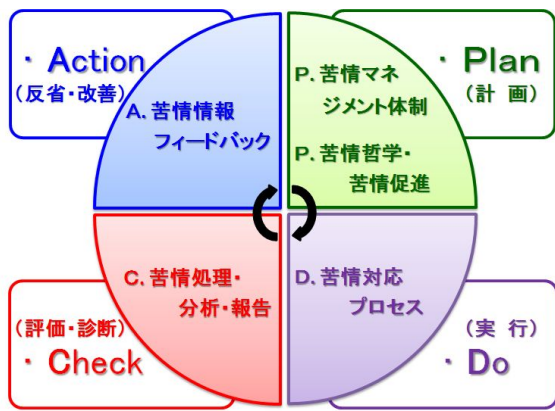 ・Action
(反省・改善)
A. 苦情情報
フィードバック
・Plan
(計 画)
P. 苦情マネ
ジメント体制
P. 苦情哲学・
苦情促進
C. 苦情処理・
分析・報告
(評価・診断)
・Check
D. 苦情対応
プロセス
(実 行)
・Do